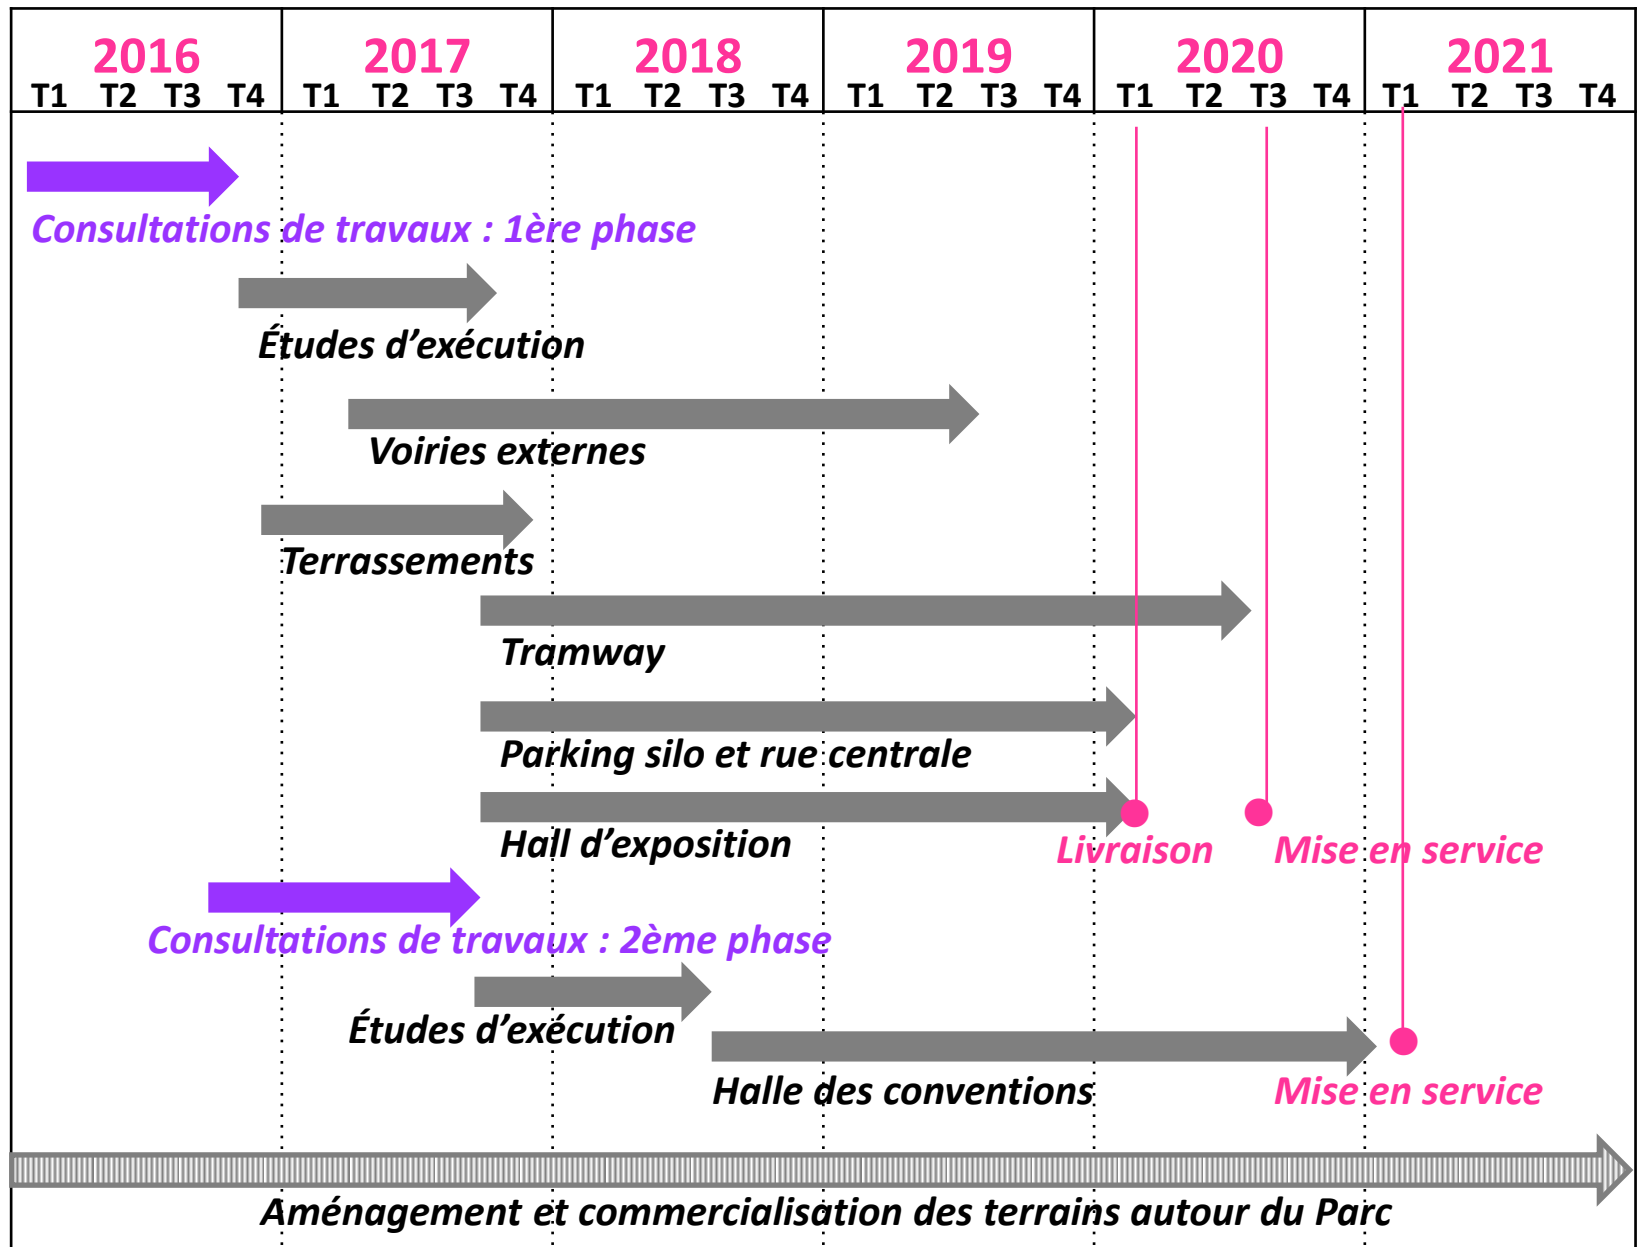 2016 2017 2018 2019 2020 2021
T1 T2 T3 T4 T1 T2 T3 T4 T1 T2 T3 T4 T1 T2 T3 T4 T1 T2 T3 T4 T1 T2 T3 T4
Consultations de travaux : 1ère phase
Études d’exécution
Voiries externes
Terrassements
Tramway
Parking silo et rue centrale
Hall d’exposition Livraison Mise en service
Consultations de travaux : 2ème phase
Études d’exécution
Halle des conventions Mise en service
Aménagement et commercialisation des terrains autour du Parc